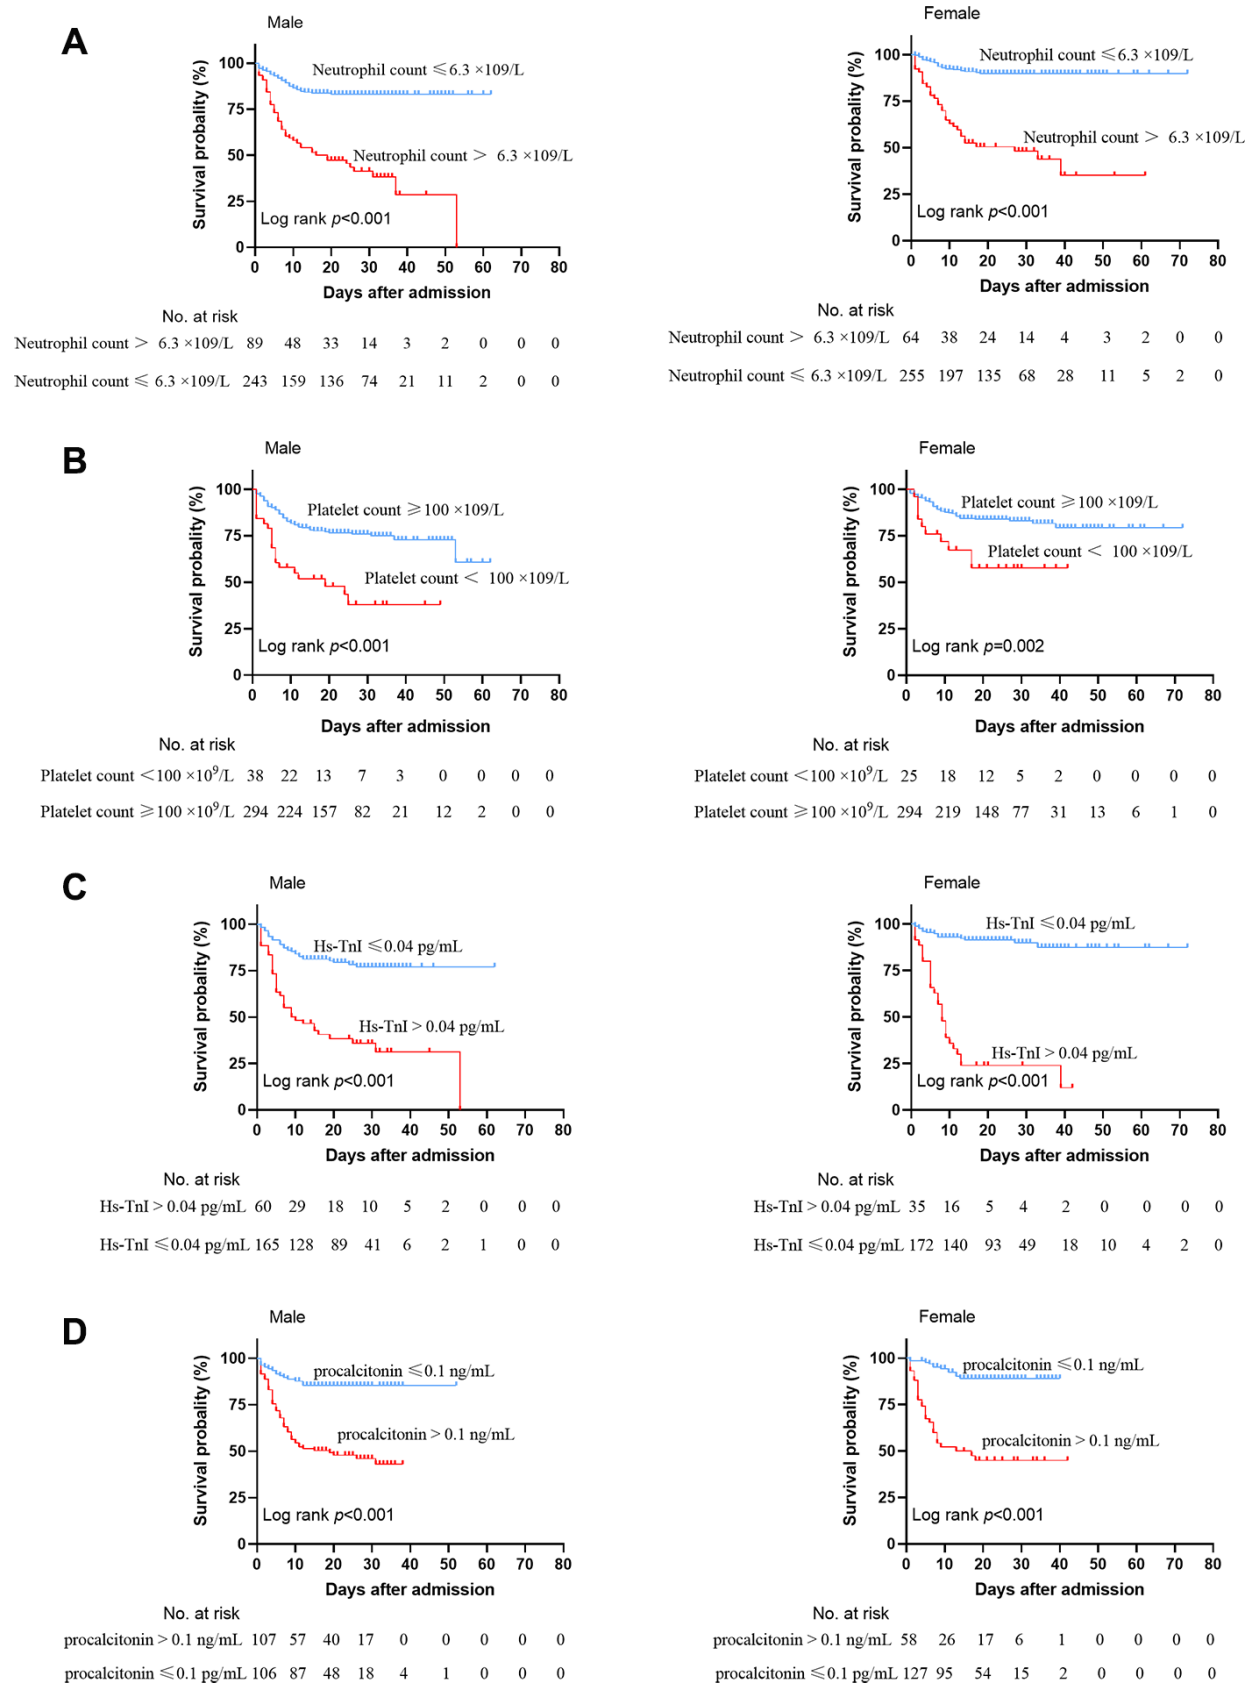 A
Male
Survival probality (%)
100
75
50
25
0
Neutrophil count ≤6.3 ×109/L
Neutrophil count > 6.3 ×109/L
Log rank p<0.001
0 10 20 30 40 50 60 70 80
Days after admission
No. at risk
Neutrophil count > 6.3 ×109/L 89 48 33 14 3 2 0 0 0
Neutrophil count ≤ 6.3 ×109/L 243 159 136 74 21 11 2 0 0
Female
Survival probality (%)
100
75
50
25
0
Neutrophil count ≤6.3 ×109/L
Neutrophil count > 6.3 ×109/L
Log rank p<0.001
0 10 20 30 40 50 60 70 80
Days after admission
No. at risk
Neutrophil count > 6.3 ×109/L 64 38 24 14 4 3 2 0 0
Neutrophil count ≤ 6.3 ×109/L 255 197 135 68 28 11 5 2 0
B
Male
Survival probality (%)
100
75
50
25
0
Platelet count ≥100 ×109/L
Platelet count < 100 ×109/L
Log rank p<0.001
0 10 20 30 40 50 60 70 80
Days after admission
No. at risk
Platelet count <100 ×10⁹/L 38 22 13 7 3 0 0 0 0
Platelet count ≥100 ×10⁹/L 294 224 157 82 21 12 2 0 0
Female
Survival probality (%)
100
75
50
25
0
Platelet count ≥100 ×109/L
Platelet count < 100 ×109/L
Log rank p=0.002
0 10 20 30 40 50 60 70 80
Days after admission
No. at risk
Platelet count <100 ×10⁹/L 25 18 12 5 2 0 0 0 0
Platelet count ≥100 ×10⁹/L 294 219 148 77 31 13 6 1 0
C
Male
Survival probality (%)
100
75
50
25
0
Hs-TnI ≤0.04 pg/mL
Hs-TnI > 0.04 pg/mL
Log rank p<0.001
0 10 20 30 40 50 60 70 80
Days after admission
No. at risk
Hs-TnI > 0.04 pg/mL 60 29 18 10 5 2 0 0 0
Hs-TnI ≤0.04 pg/mL 165 128 89 41 6 2 1 0 0
Female
Survival probality (%)
100
75
50
25
0
Hs-TnI ≤0.04 pg/mL
Hs-TnI > 0.04 pg/mL
Log rank p<0.001
0 10 20 30 40 50 60 70 80
Days after admission
No. at risk
Hs-TnI > 0.04 pg/mL 35 16 5 4 2 0 0 0 0
Hs-TnI ≤0.04 pg/mL 172 140 93 49 18 10 4 2 0
D
Male
Survival probality (%)
100
75
50
25
0
procalcitonin ≤0.1 ng/mL
procalcitonin > 0.1 ng/mL
Log rank p<0.001
0 10 20 30 40 50 60 70 80
Days after admission
No. at risk
procalcitonin > 0.1 ng/mL 107 57 40 17 0 0 0 0 0
procalcitonin ≤0.1 pg/mL 106 87 48 18 4 1 0 0 0
Female
Survival probality (%)
100
75
50
25
0
procalcitonin ≤0.1 ng/mL
procalcitonin > 0.1 ng/mL
Log rank p<0.001
0 10 20 30 40 50 60 70 80
Days after admission
No. at risk
procalcitonin > 0.1 ng/mL 58 26 17 6 1 0 0 0 0
procalcitonin ≤0.1 pg/mL 127 95 54 15 2 0 0 0 0